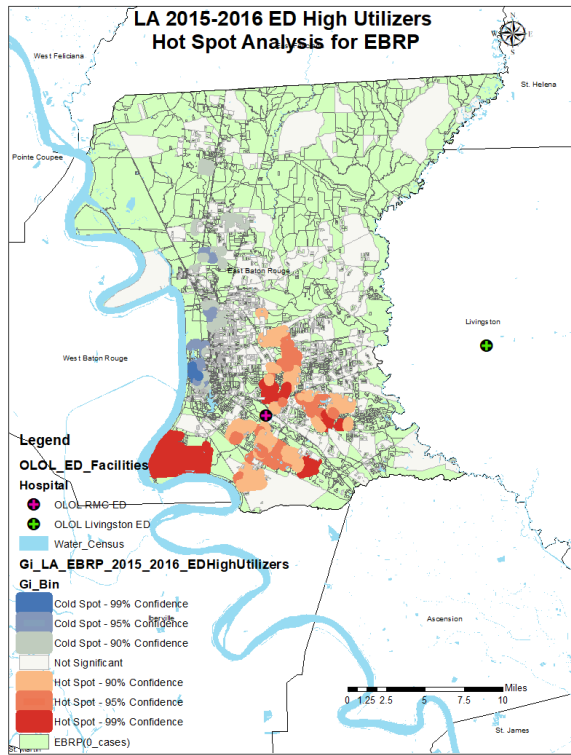 LA 2015-2016 ED High Utilizers
Hot Spot Analysis for EBRP
West Feliciana
N
W
E
S
St. Helena
Pointe Coupee
East Baton Rouge
Livingston
West Baton Rouge
Legend
OLOL_ED_Facilities
Hospital
OLOL RMC ED
OLOL Livingston ED
Water_Census
Gi_LA_EBRP_2015_2016_EDHighUtilizers
Gi_Bin
Cold Spot - 99% Confidence
Cold Spot - 95% Confidence
Iberville
Ascension
Cold Spot - 90% Confidence
Not Significant
Hot Spot - 90% Confidence
Miles
0 1.25 2.5 5 7.5 10
Hot Spot - 95% Confidence
Hot Spot - 99% Confidence
St. James
EBRP(0_cases)
St. Martin